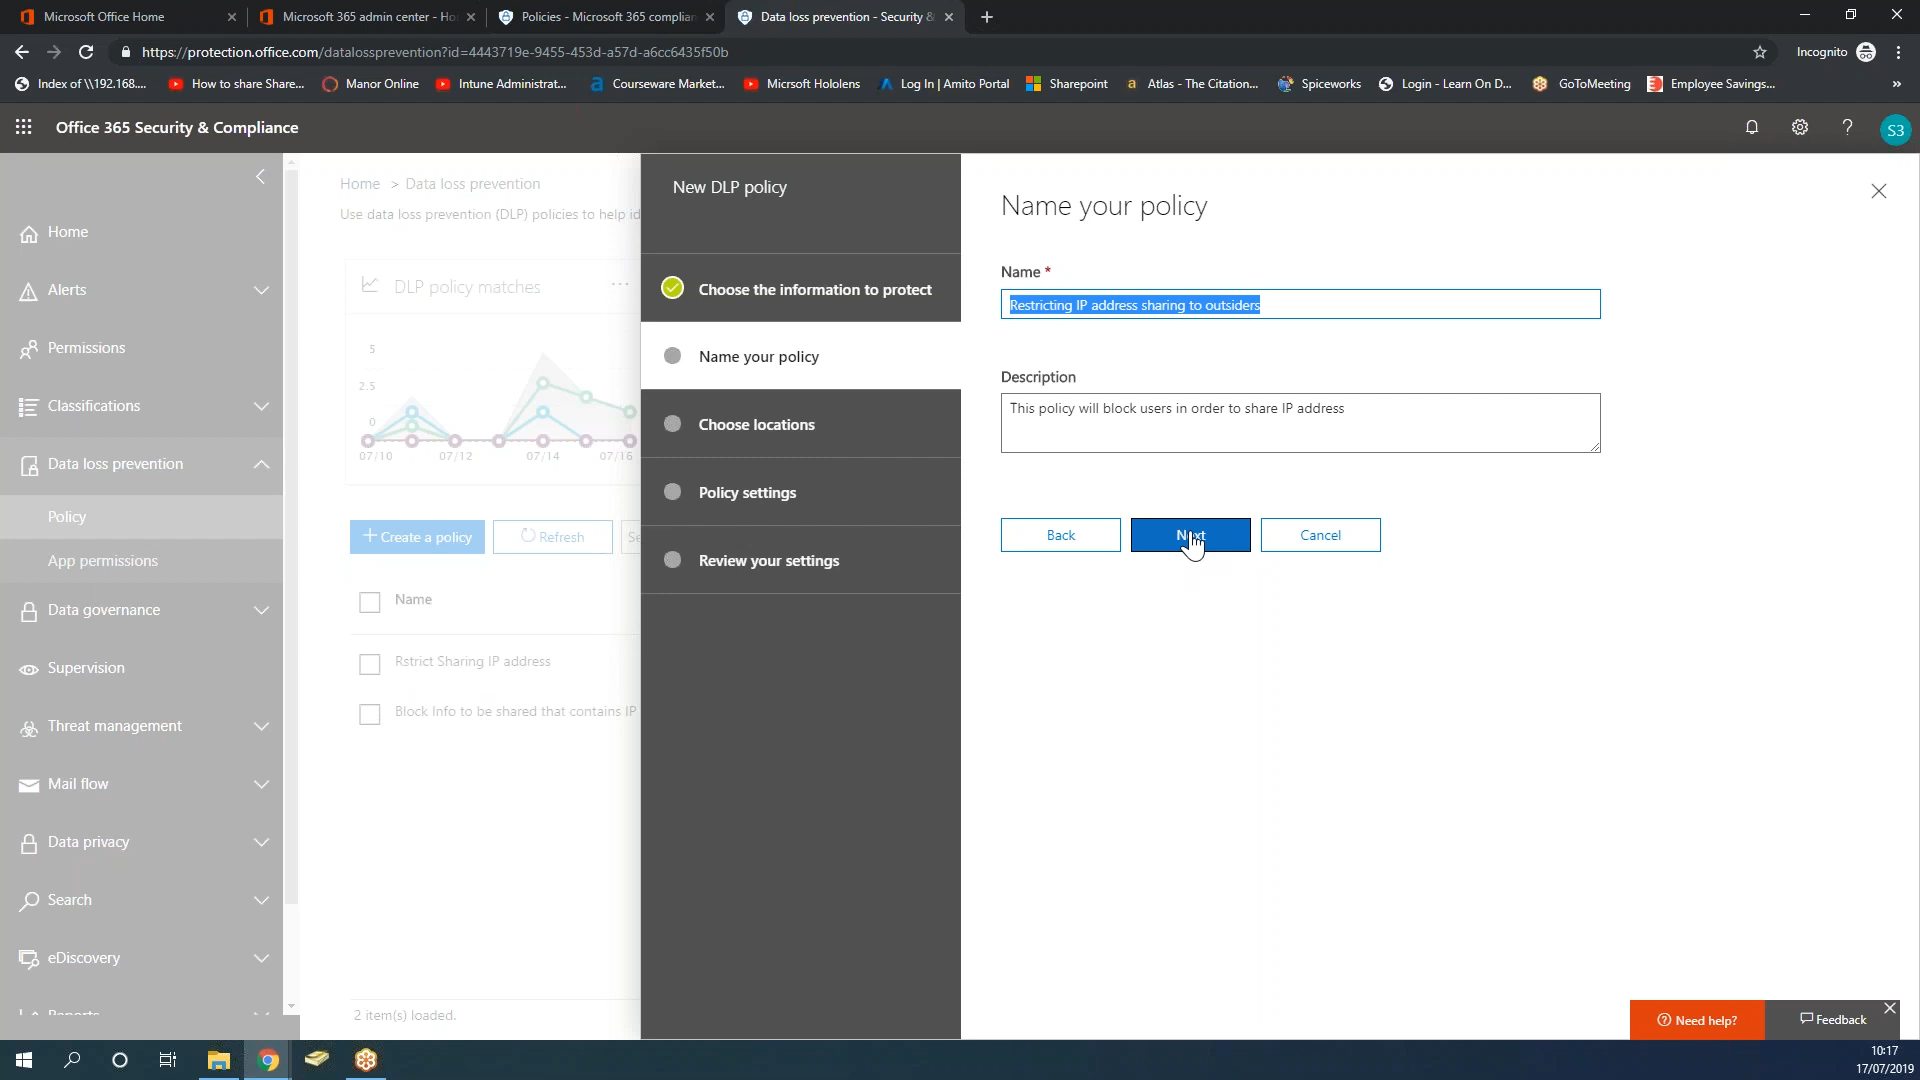 Microsoft Office Home
Microsoft 365 admin center - Ho
Policies - Microsoft 365 complian
Data loss prevention - Security &
https://protection.office.com/datalossprevention?id=4443719e-9455-453d-a57d-a6cc6435f50b
Incognito
Index of \\192.168....
How to share Share...
Manor Online
Intune Administrat...
Courseware Market...
Micrsoft Hololens
Log In | Amito Portal
Sharepoint
Atlas - The Citation...
Spiceworks
Login - Learn On D...
GoToMeeting
Employee Savings...
»
Office 365 Security & Compliance
?
S3
Home
Alerts
Permissions
Classifications
Data loss prevention
Policy
App permissions
Data governance
Supervision
Threat management
Mail flow
Data privacy
Search
eDiscovery
Reports
Home > Data loss prevention
Use data loss prevention (DLP) policies to help id
DLP policy matches
...
5
2.5
0
07/10 07/12 07/14 07/16
+ Create a policy
Refresh
Se
Name
Rstrict Sharing IP address
Block Info to be shared that contains IP
2 item(s) loaded.
New DLP policy
Choose the information to protect
Name your policy
Choose locations
Policy settings
Review your settings
Name your policy
Name *
Restricting IP address sharing to outsiders
Description
This policy will block users in order to share IP address
Back
Next
Cancel
Need help?
Feedback
10:17
17/07/2019